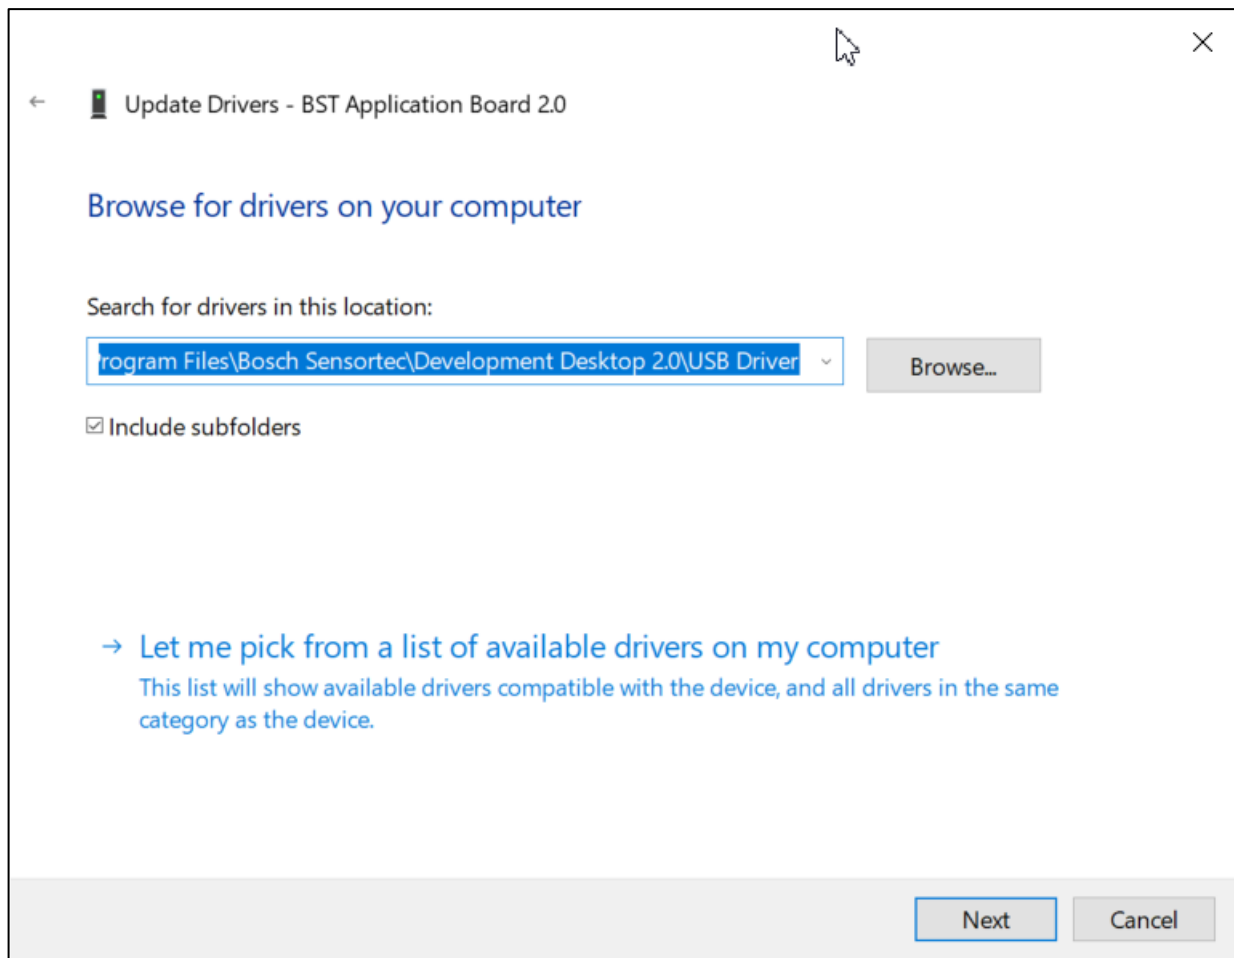 Update Drivers - BST Application Board 2.0
Browse for drivers on your computer
Search for drivers in this location:
rogram Files\Bosch Sensortec\Development Desktop 2.0\USB Driver
Browse...
Include subfolders
→ Let me pick from a list of available drivers on my computer
This list will show available drivers compatible with the device, and all drivers in the same
category as the device.
Next
Cancel